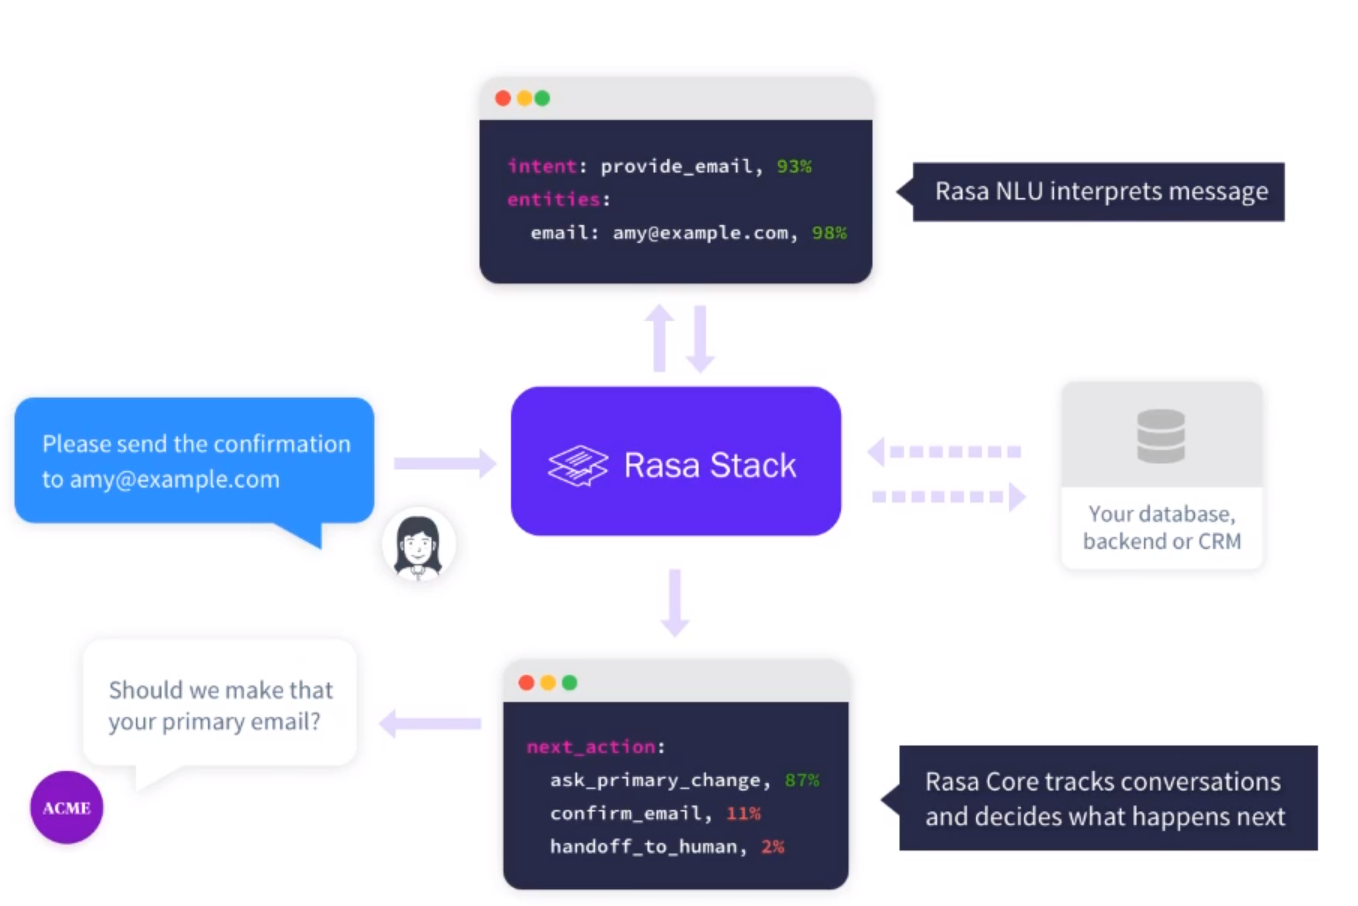 intent: provide_email, 93%
entities:
email: amy@example.com, 98%
Rasa NLU interprets message
Please send the confirmation
to amy@example.com
Rasa Stack
Your database,
backend or CRM
Should we make that
your primary email?
ACME
next_action:
ask_primary_change, 87%
confirm_email, 11%
handoff_to_human, 2%
Rasa Core tracks conversations
and decides what happens next